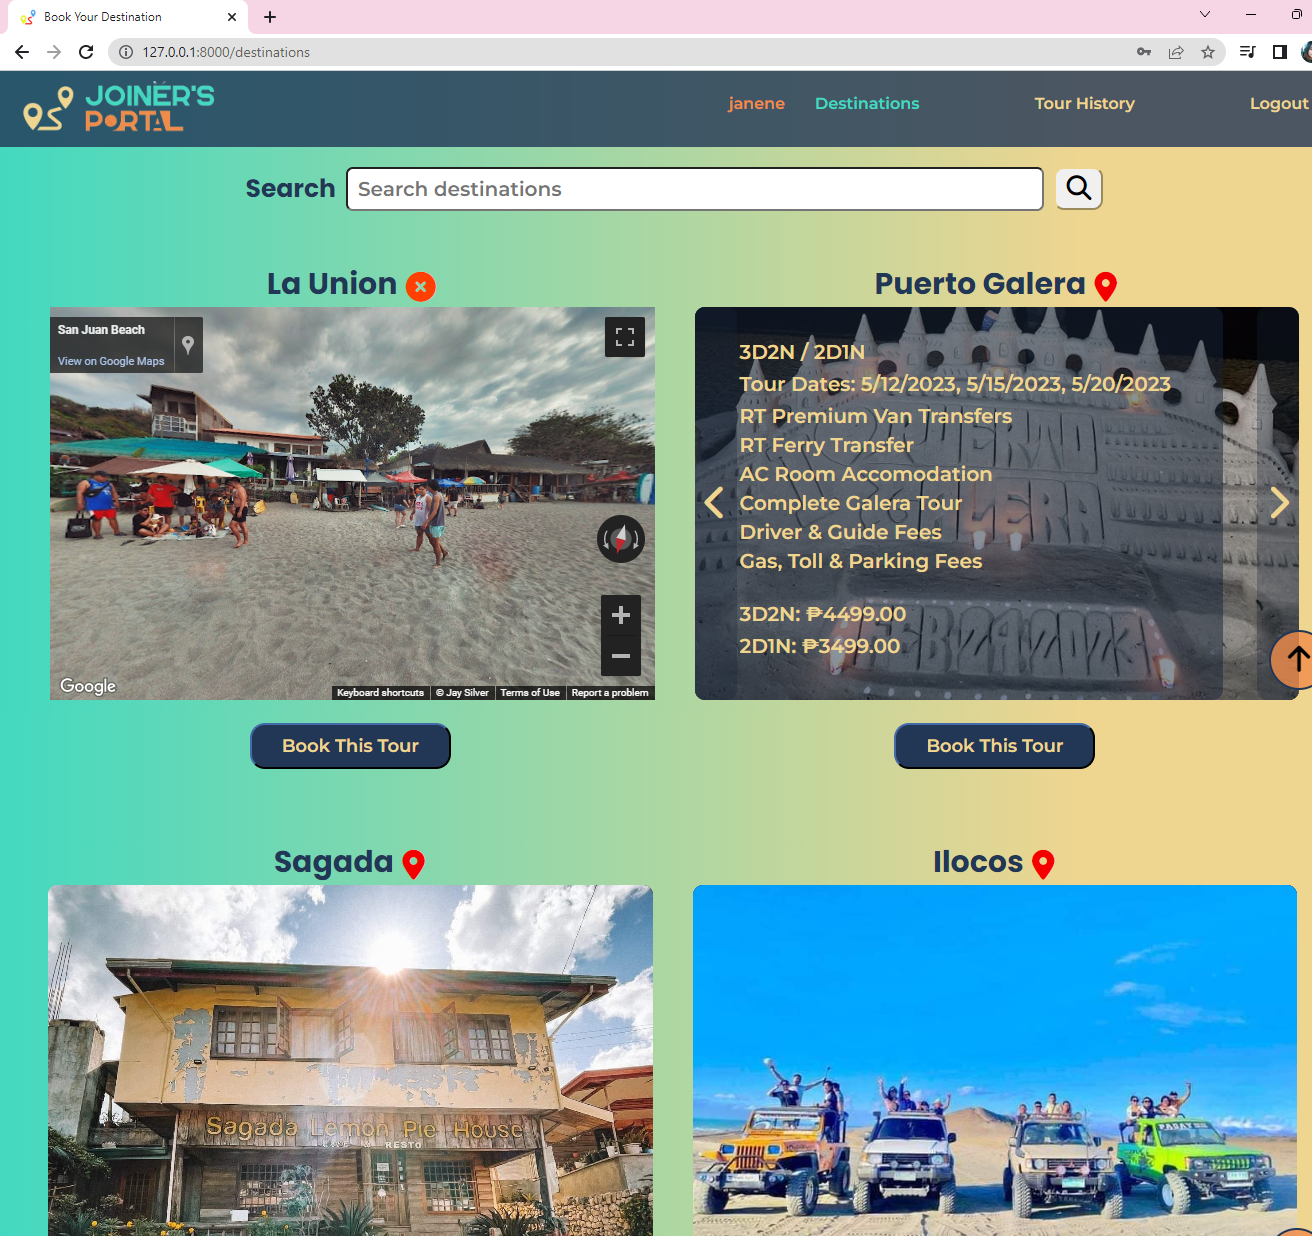 Book Your Destination
127.0.0.1:8000/destinations
JOINER'S
PORTAL
janene
Destinations
Tour History
Logout
Search
Search destinations
La Union
Puerto Galera
San Juan Beach
View on Google Maps
Google
Keyboard shortcuts
© Jay Silver
Terms of Use
Report a problem
3D2N / 2D1N
Tour Dates: 5/12/2023, 5/15/2023, 5/20/2023
RT Premium Van Transfers
RT Ferry Transfer
AC Room Accomodation
Complete Galera Tour
Driver & Guide Fees
Gas, Toll & Parking Fees
3D2N: ₱4499.00
2D1N: ₱3499.00
Book This Tour
Book This Tour
Sagada
Ilocos
Sagada Lemon Pie House
CAFE & RESTO